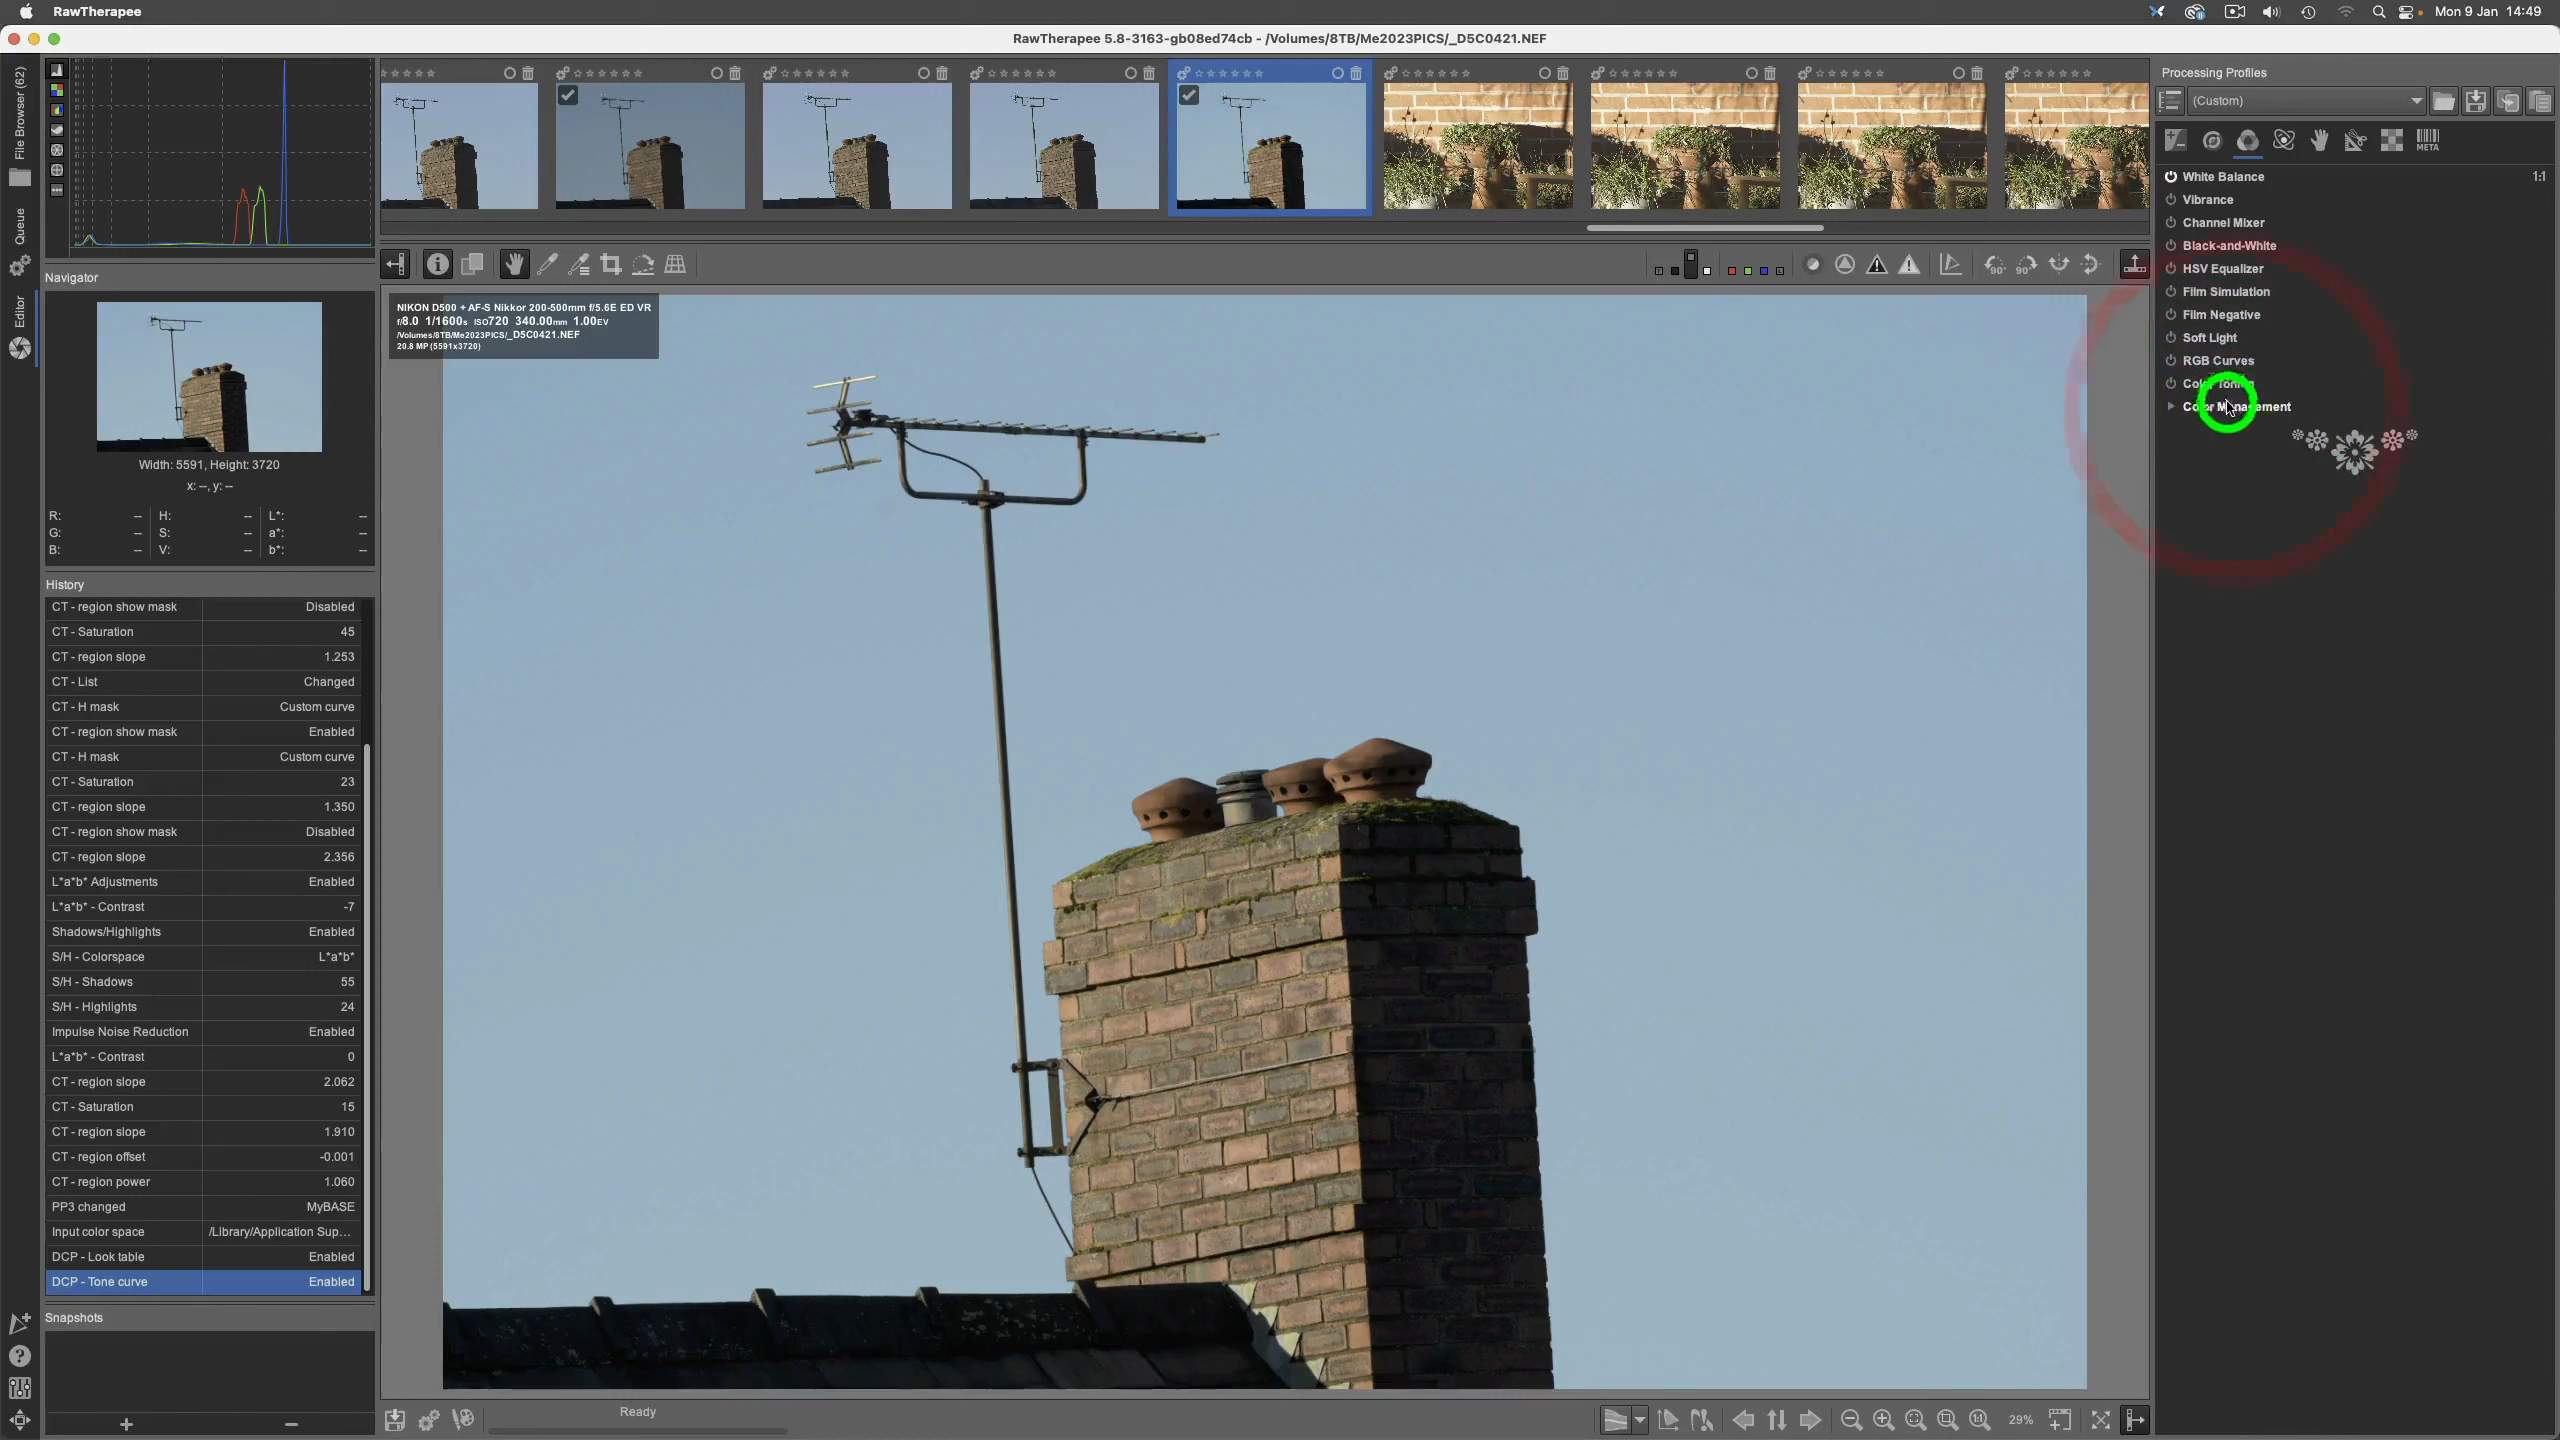 RawTherapee
Mon 9 Jan 14:49
RawTherapee 5.8-3163-gb08ed74cb - /Volumes/8TB/Me2023PICS/_D5C0421.NEF
File Browser (62)
Queue
Editor
Processing Profiles
(Custom)
META
White Balance 1:1
Vibrance
Channel Mixer
Black-and-White
HSV Equalizer
Film Simulation
Film Negative
Soft Light
RGB Curves
Color Toning
Color Management
Navigator
Width: 5591, Height: 3720
x: --, y: --
R: -- H: -- L*: --
G: -- S: -- a*: --
B: -- V: -- b*: --
NIKON D500 + AF-S Nikkor 200-500mm f/5.6E ED VR
f/8.0 1/1600s ISO720 340.00mm 1.00EV
/Volumes/8TB/Me2023PICS/_D5C0421.NEF
20.8 MP (5591x3720)
90° 90°
History
CT - region show mask Disabled
CT - Saturation 45
CT - region slope 1.253
CT - List Changed
CT - H mask Custom curve
CT - region show mask Enabled
CT - H mask Custom curve
CT - Saturation 23
CT - region slope 1.350
CT - region show mask Disabled
CT - region slope 2.356
L*a*b* Adjustments Enabled
L*a*b* - Contrast -7
Shadows/Highlights Enabled
S/H - Colorspace L*a*b*
S/H - Shadows 55
S/H - Highlights 24
Impulse Noise Reduction Enabled
L*a*b* - Contrast 0
CT - region slope 2.062
CT - Saturation 15
CT - region slope 1.910
CT - region offset -0.001
CT - region power 1.060
PP3 changed MyBASE
Input color space /Library/Application Sup...
DCP - Look table Enabled
DCP - Tone curve Enabled
Snapshots
Ready
1:1
29%